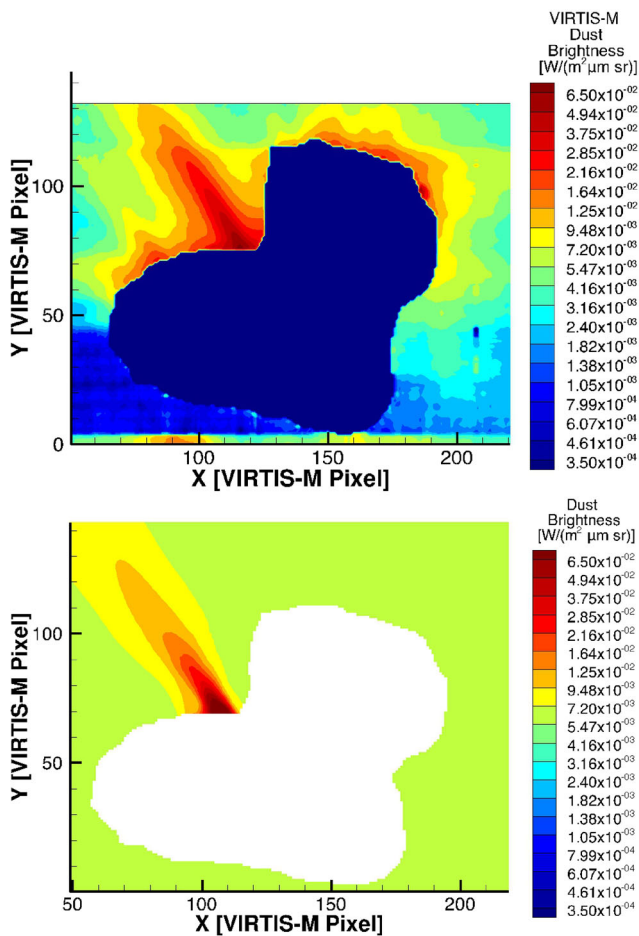 VIRTIS-M
Dust
Brightness
[W/(m² µm sr)]
6.50x10⁻⁰²
4.94x10⁻⁰²
3.75x10⁻⁰²
2.85x10⁻⁰²
2.16x10⁻⁰²
1.64x10⁻⁰²
1.25x10⁻⁰²
9.48x10⁻⁰³
7.20x10⁻⁰³
5.47x10⁻⁰³
4.16x10⁻⁰³
3.16x10⁻⁰³
2.40x10⁻⁰³
1.82x10⁻⁰³
1.38x10⁻⁰³
1.05x10⁻⁰³
7.99x10⁻⁰⁴
6.07x10⁻⁰⁴
4.61x10⁻⁰⁴
3.50x10⁻⁰⁴
Y [VIRTIS-M Pixel]
100
50
0
100 150 200
X [VIRTIS-M Pixel]
Dust
Brightness
[W/(m² µm sr)]
6.50x10⁻⁰²
4.94x10⁻⁰²
3.75x10⁻⁰²
2.85x10⁻⁰²
2.16x10⁻⁰²
1.64x10⁻⁰²
1.25x10⁻⁰²
9.48x10⁻⁰³
7.20x10⁻⁰³
5.47x10⁻⁰³
4.16x10⁻⁰³
3.16x10⁻⁰³
2.40x10⁻⁰³
1.82x10⁻⁰³
1.38x10⁻⁰³
1.05x10⁻⁰³
7.99x10⁻⁰⁴
6.07x10⁻⁰⁴
4.61x10⁻⁰⁴
3.50x10⁻⁰⁴
Y [VIRTIS-M Pixel]
100
50
0
50 100 150 200
X [VIRTIS-M Pixel]